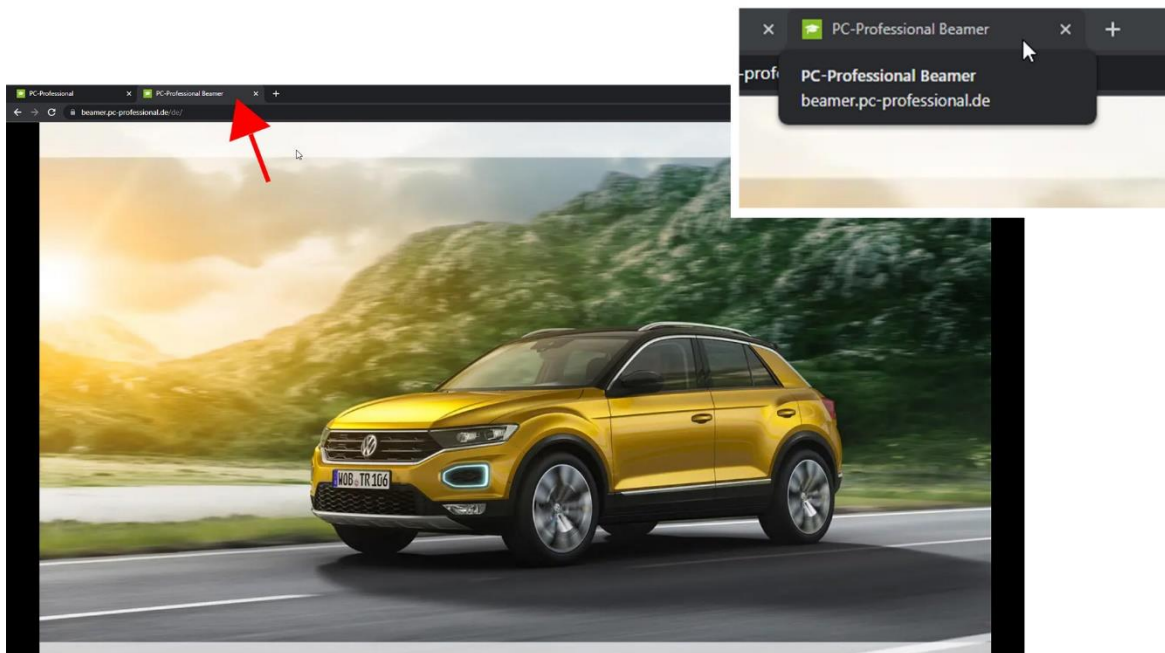 PC-Professional
PC-Professional Beamer
beamer.pc-professional.de/de/
WOB TR 106
PC-Professional Beamer
-prof
PC-Professional Beamer
beamer.pc-professional.de